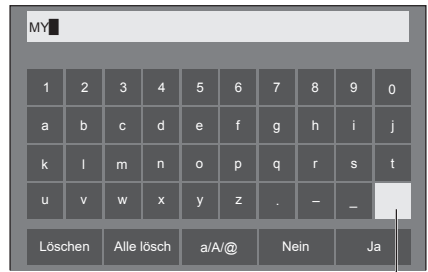 MY
1 2 3 4 5 6 7 8 9 0
a b c d e f g h i j
k l m n o p q r s t
u v w x y z . – _
Löschen Alle lösch a/A/@ Nein Ja